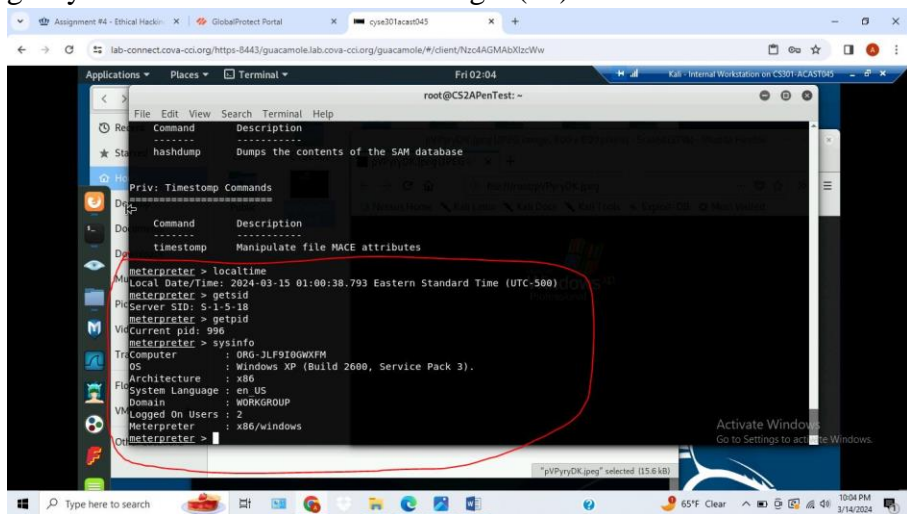 Assignment #4 - Ethical Hackin
GlobalProtect Portal
cyse301acast045
lab-connect.cova-cci.org/https-8443/guacamole.lab.cova-cci.org/guacamole/#/client/Nzc4AGMAbXlzcWw
Applications Places Terminal Fri 02:04 Kali - Internal Workstation on CS301-ACAST045
root@CS2APenTest: ~
File Edit View Search Terminal Help
Command Description
------- -----------
hashdump Dumps the contents of the SAM database
Priv: Timestomp Commands
========================
Command Description
------- -----------
timestomp Manipulate file MACE attributes
meterpreter > localtime
Local Date/Time: 2024-03-15 01:00:38.793 Eastern Standard Time (UTC-500)
meterpreter > getsid
Server SID: S-1-5-18
meterpreter > getpid
Current pid: 996
meterpreter > sysinfo
Computer : ORG-JLF9I0GWXFM
OS : Windows XP (Build 2600, Service Pack 3).
Architecture : x86
System Language : en_US
Domain : WORKGROUP
Logged On Users : 2
Meterpreter : x86/windows
meterpreter >
Activate Windows
Go to Settings to activate Windows.
"pVPyryDK.jpeg" selected (15.6 kB)
Type here to search
65°F Clear
10:04 PM
3/14/2024